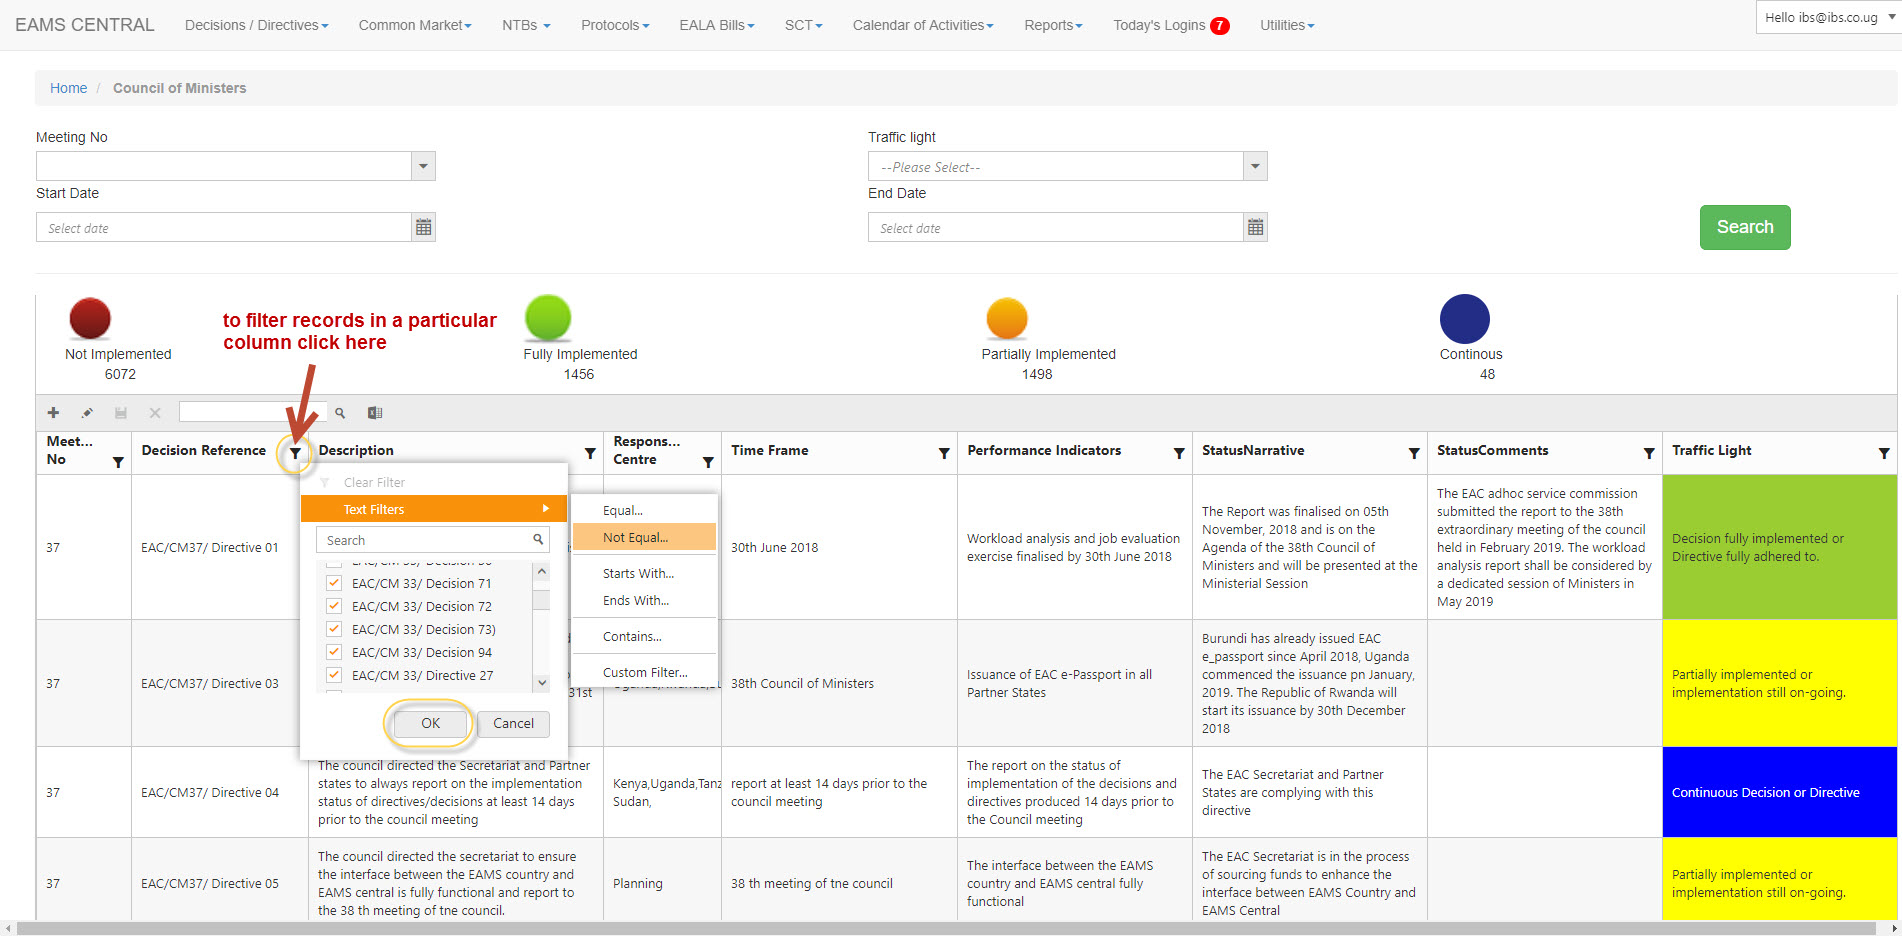 EAMS CENTRAL Decisions / Directives Common Market NTBs Protocols EALA Bills SCT Calendar of Activities Reports Today's Logins 7 Utilities Hello ibs@ibs.co.ug
Home / Council of Ministers
Meeting No Traffic light
--Please Select--
Start Date End Date
Select date Select date
Search
to filter records in a particular
column click here
Not Implemented Fully Implemented Partially Implemented Continous
6072 1456 1498 48
Meet...
No
Decision Reference
Description
Respons...
Centre
Time Frame
Performance Indicators
StatusNarrative
StatusComments
Traffic Light
Clear Filter
Text Filters
Search
EAC/CM 33/ Decision 71
EAC/CM 33/ Decision 72
EAC/CM 33/ Decision 73)
EAC/CM 33/ Decision 94
EAC/CM 33/ Directive 27
OK Cancel
Equal...
Not Equal...
Starts With...
Ends With...
Contains...
Custom Filter...
37
EAC/CM37/ Directive 01
30th June 2018
Workload analysis and job evaluation
exercise finalised by 30th June 2018
The Report was finalised on 05th
November, 2018 and is on the
Agenda of the 38th Council of
Ministers and will be presented at the
Ministerial Session
The EAC adhoc service commission
submitted the report to the 38th
extraordinary meeting of the council
held in February 2019. The workload
analysis report shall be considered by
a dedicated session of Ministers in
May 2019
Decision fully implemented or
Directive fully adhered to.
37
EAC/CM37/ Directive 03
31st
38th Council of Ministers
Issuance of EAC e-Passport in all
Partner States
Burundi has already issued EAC
e_passport since April 2018, Uganda
commenced the issuance pn January,
2019. The Republic of Rwanda will
start its issuance by 30th December
2018
Partially implemented or
implementation still on-going.
37
EAC/CM37/ Directive 04
The council directed the Secretariat and Partner
states to always report on the implementation
status of directives/decisions at least 14 days
prior to the council meeting
Kenya,Uganda,Tanz
Sudan,
report at least 14 days prior to the
council meeting
The report on the status of
implementation of the decisions and
directives produced 14 days prior to
the Council meeting
The EAC Secretariat and Partner
States are complying with this
directive
Continuous Decision or Directive
37
EAC/CM37/ Directive 05
The council directed the secretariat to ensure
the interface between the EAMS country and
EAMS central is fully functional and report to
the 38 th meeting of tne council.
Planning
38 th meeting of tne council
The interface between the EAMS
country and EAMS central fully
functional
The EAC Secretariat is in the process
of sourcing funds to enhance the
interface between EAMS Country and
EAMS Central
Partially implemented or
implementation still on-going.